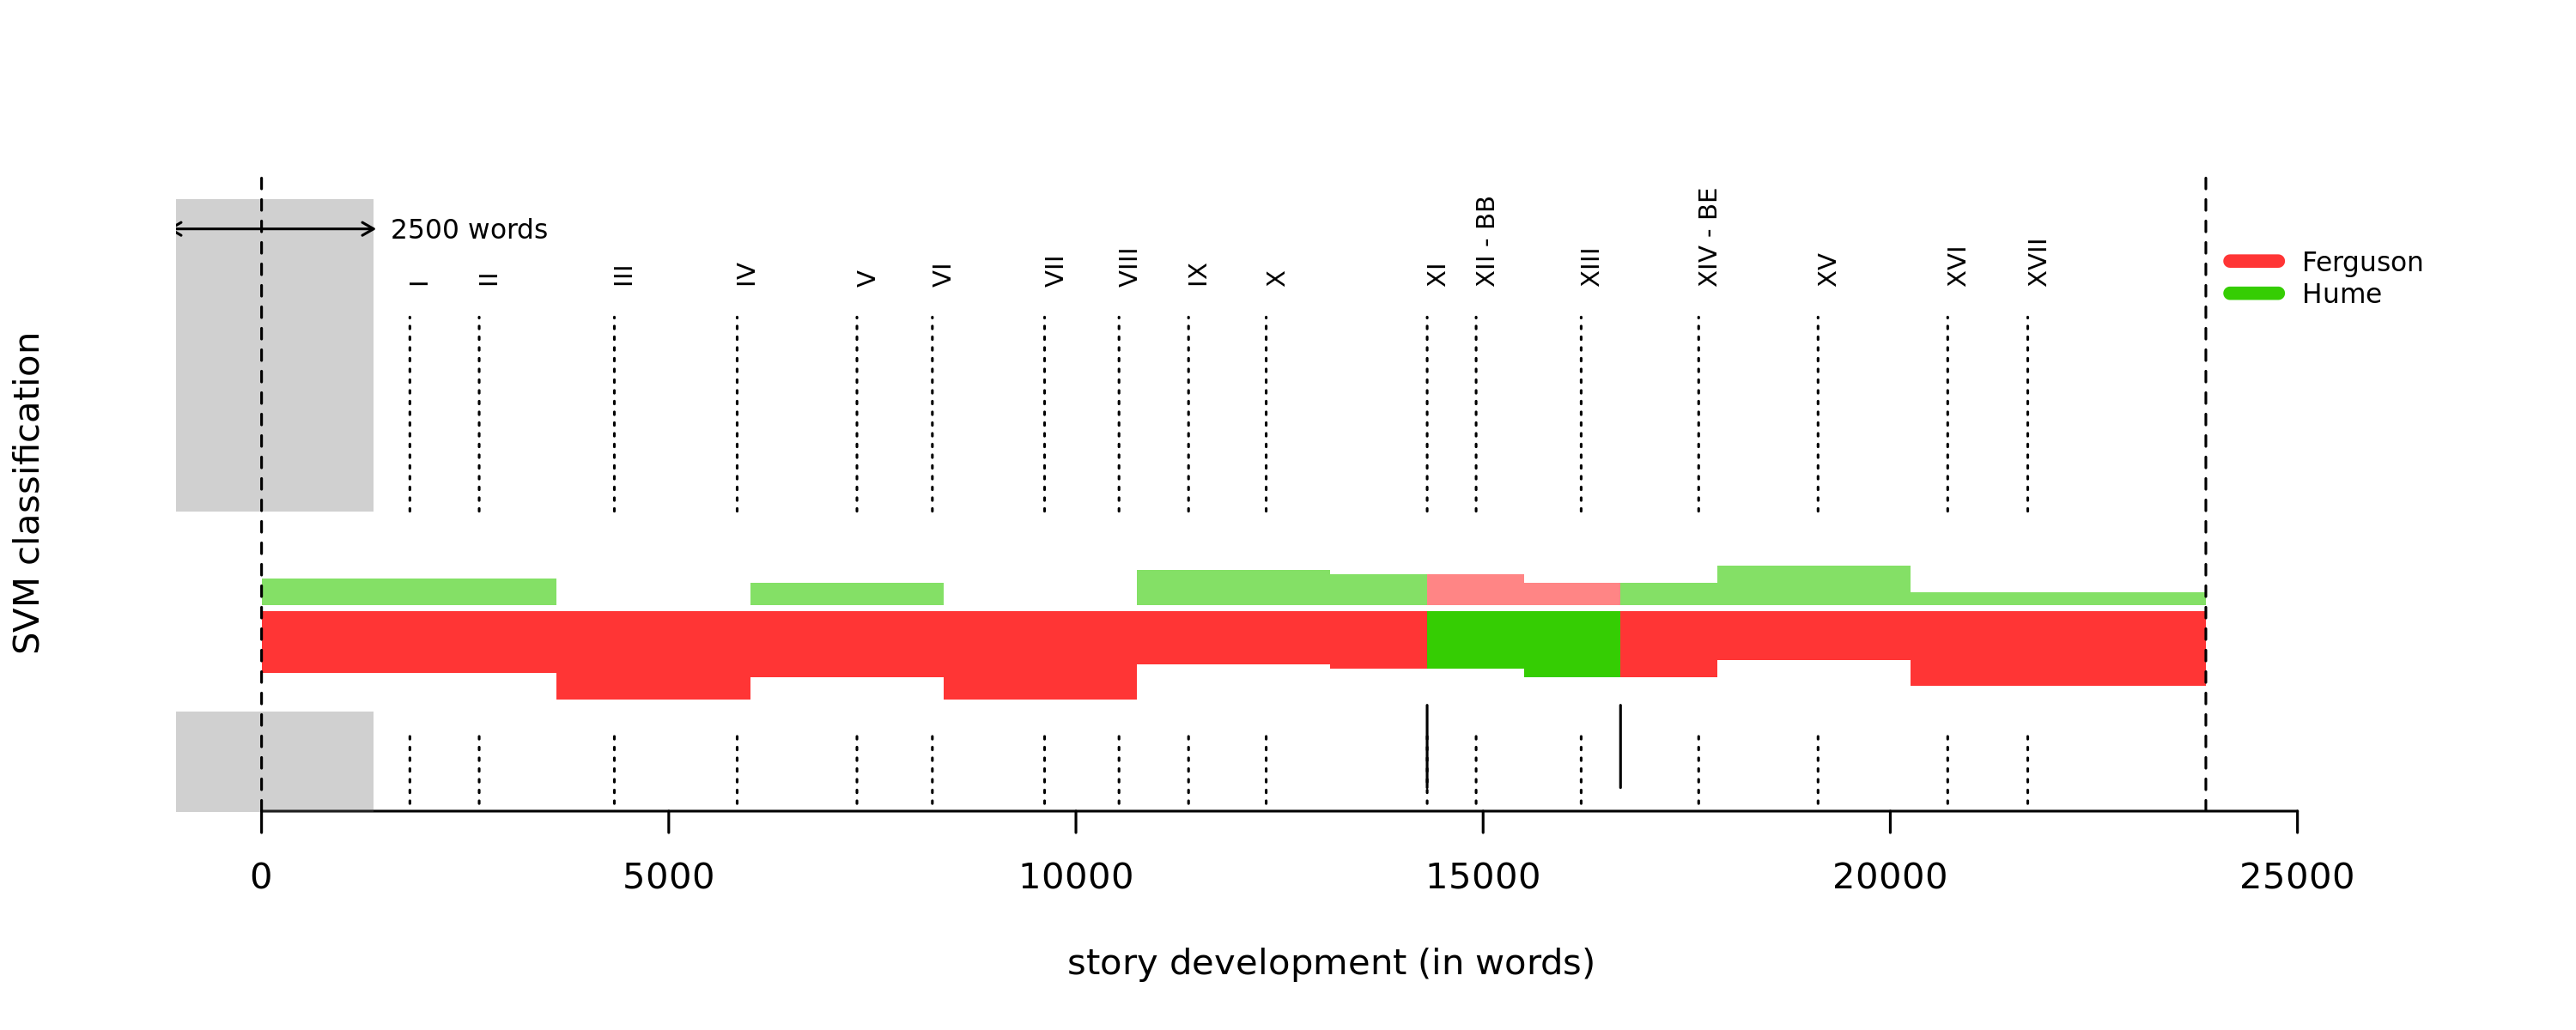 2500 words
I
II
III
IV
V
VI
VII
VIII
IX
X
XI
XII - BB
XIII
XIV - BE
XV
XVI
XVII
Ferguson
Hume
SVM classification
0
5000
10000
15000
20000
25000
story development (in words)